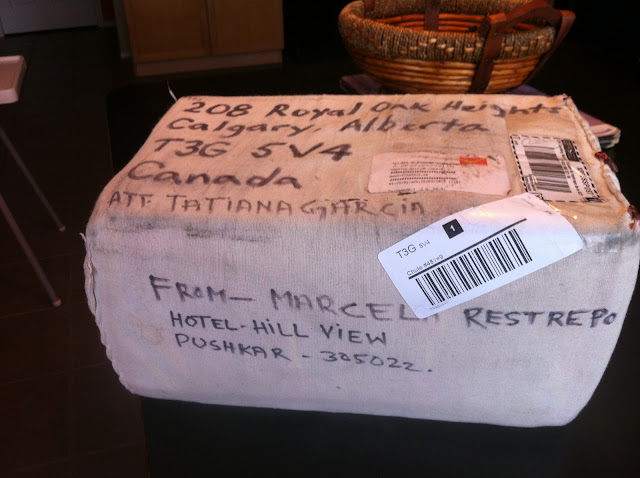 208 Royal Oak Heights
Calgary, Alberta
T3G 5V4
Canada
ATT TATIANA GARCIA
T3G 5V4
1
FROM - MARCELA RESTREPO
HOTEL-HILL VIEW
PUSHKAR - 305022.